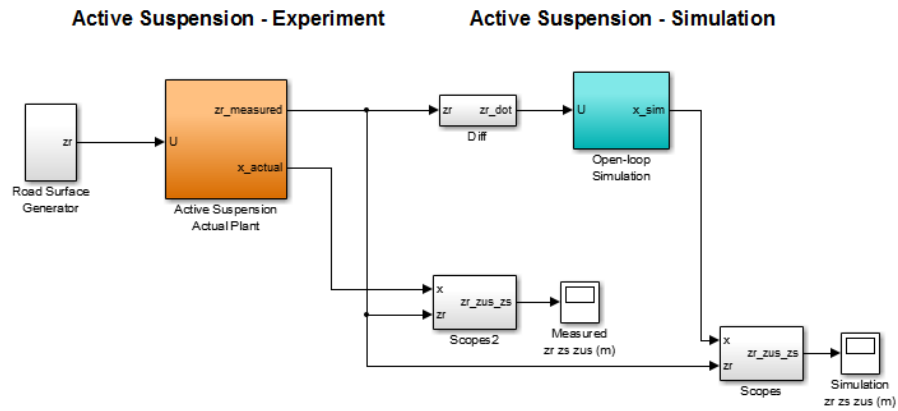 Active Suspension - Experiment
Active Suspension - Simulation
zr
Road Surface
Generator
U
zr_measured
x_actual
Active Suspension
Actual Plant
zr
zr_dot
Diff
U
x_sim
Open-loop
Simulation
x
zr
zr_zus_zs
Scopes2
Measured
zr zs zus (m)
x
zr
zr_zus_zs
Scopes
Simulation
zr zs zus (m)